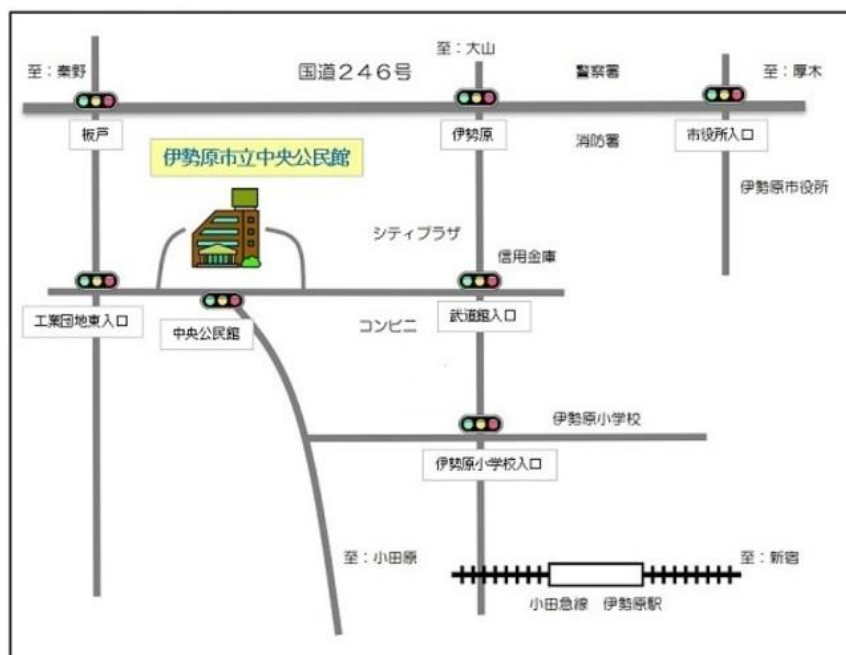 至：大山
至：秦野
国道２４６号
警察署
至：厚木
板戸
伊勢原
消防署
市役所入口
伊勢原市立中央公民館
伊勢原市役所
シティプラザ
信用金庫
工業団地東入口
中央公民館
コンビニ
武道館入口
伊勢原小学校
伊勢原小学校入口
至：小田原
至：新宿
小田急線　伊勢原駅